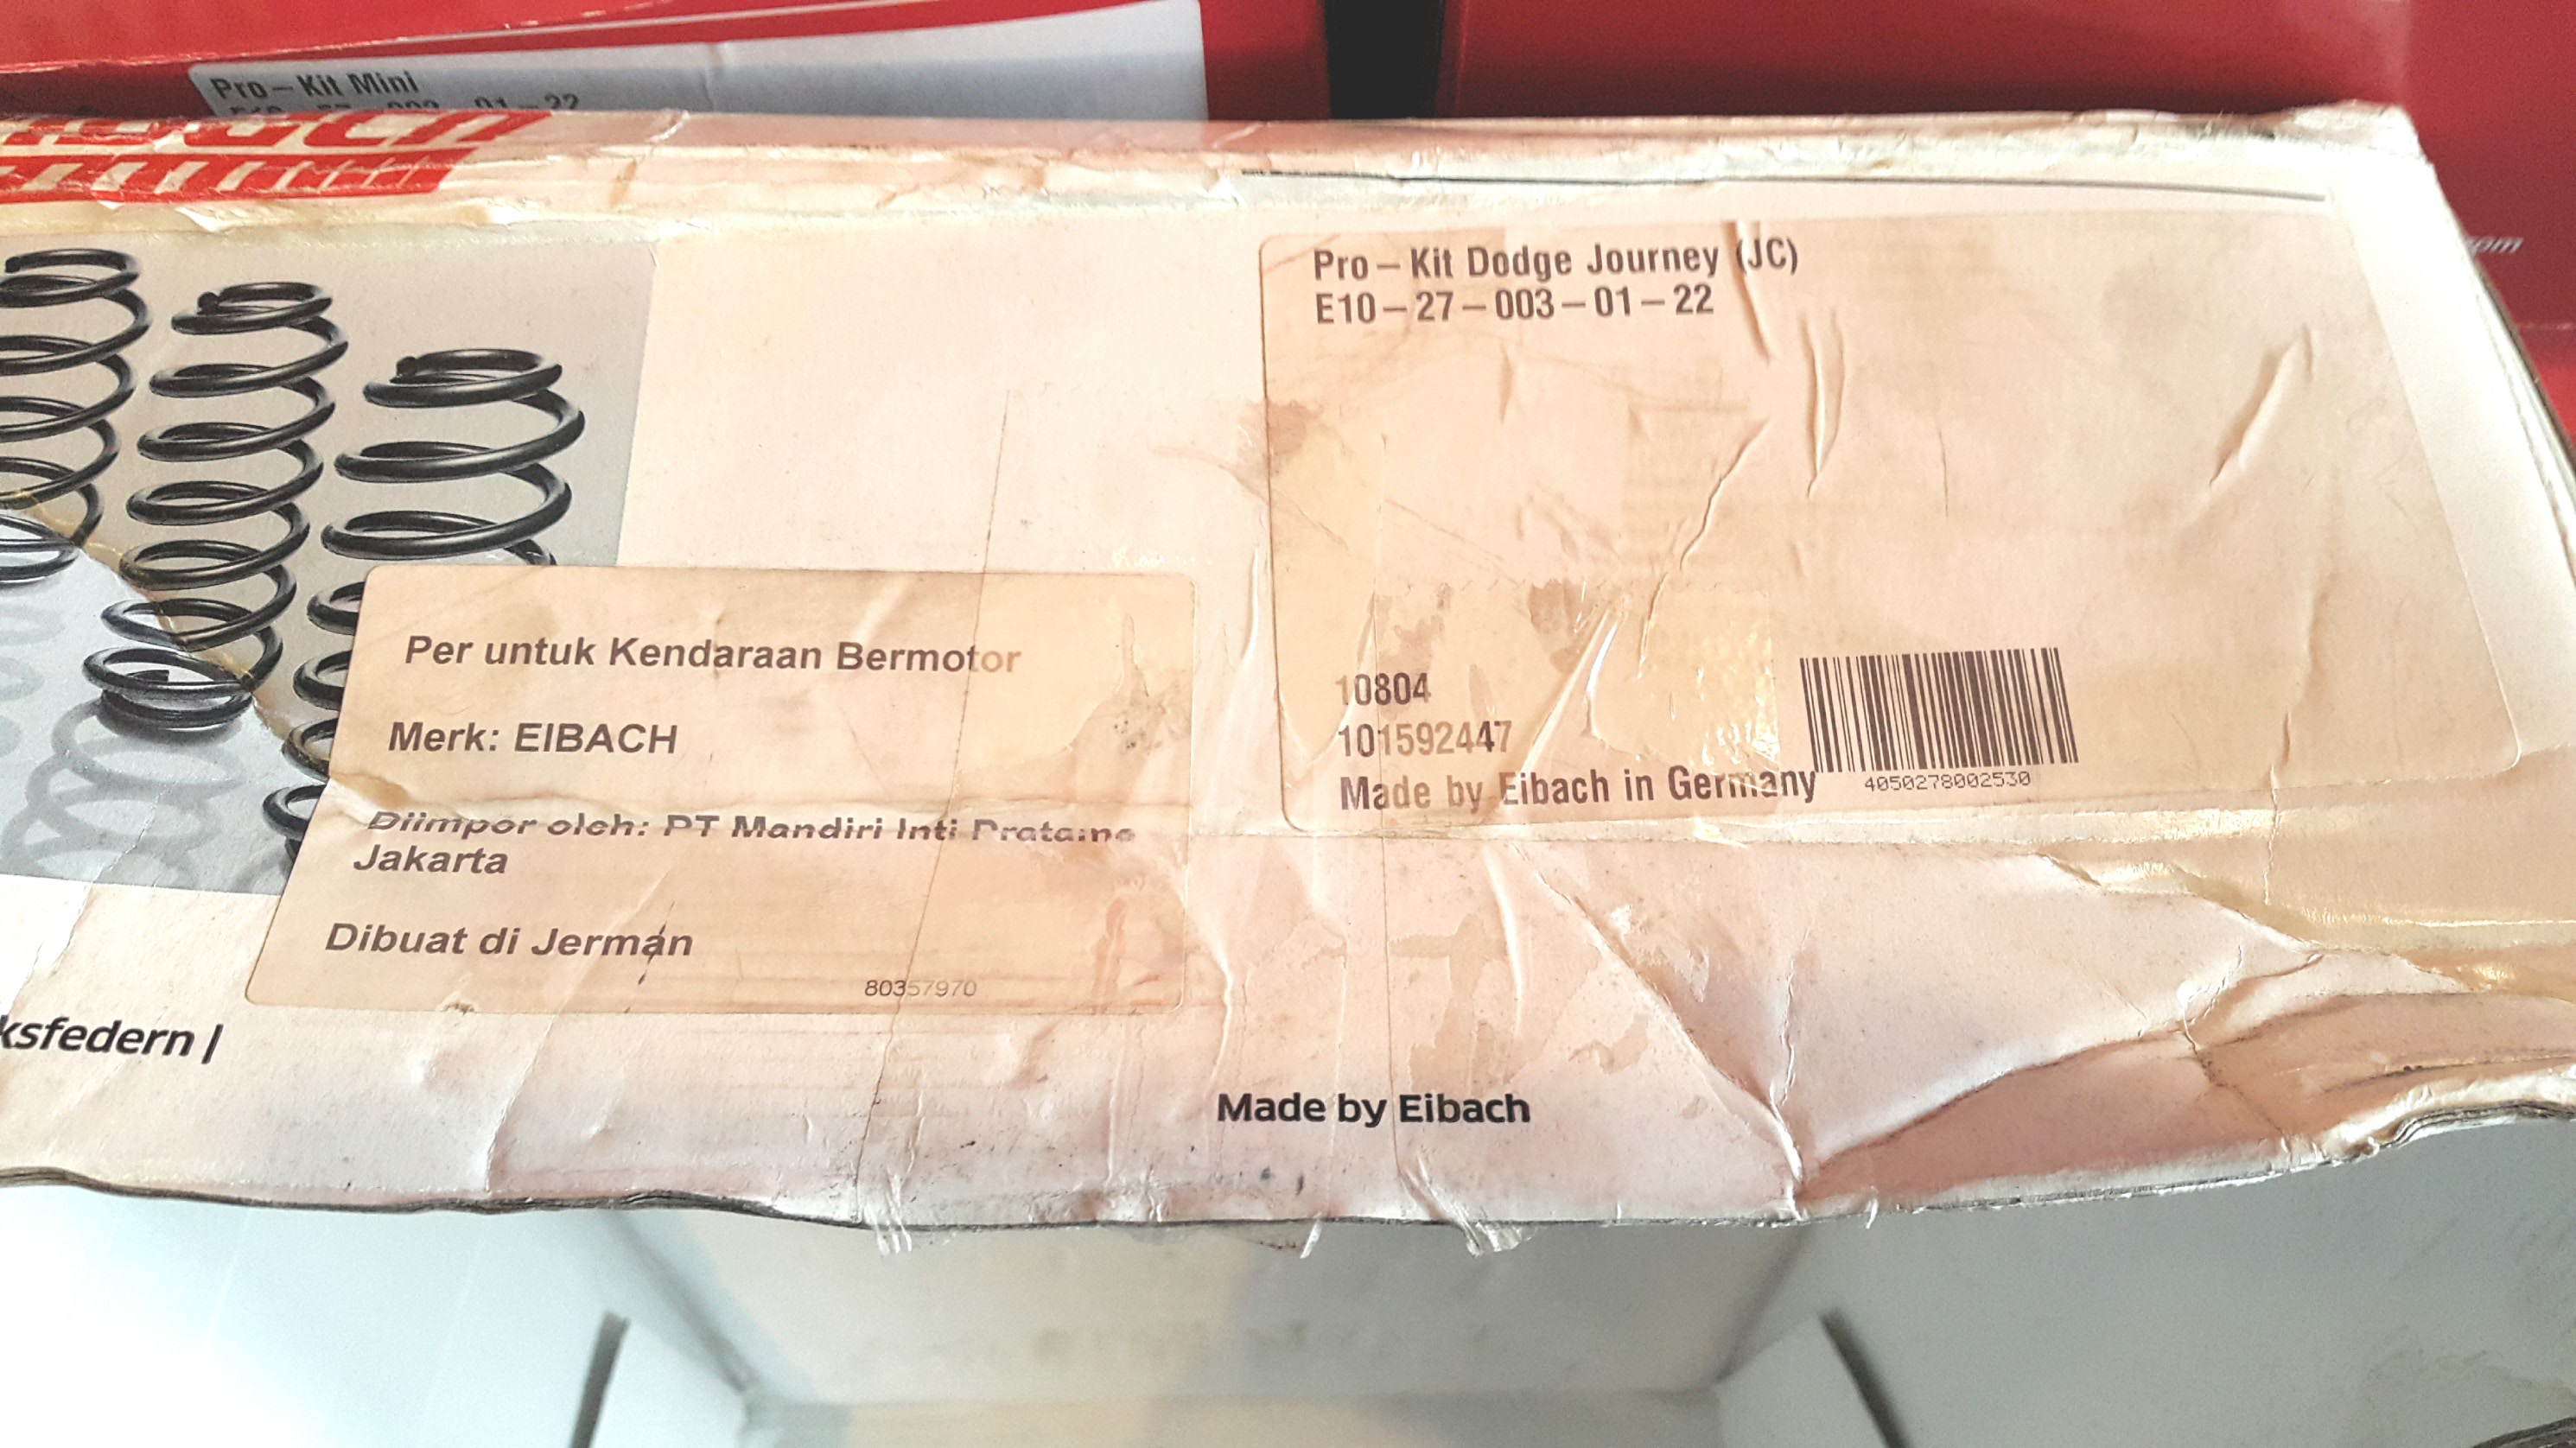 Pro – Kit Mini
Pro – Kit Dodge Journey (JC)
E10 – 27 – 003 – 01 – 22
10804
101592447
Made by Eibach in Germany
4050278002530
Per untuk Kendaraan Bermotor
Merk: EIBACH
Diimpor oleh: PT Mandiri Inti Pratama
Jakarta
Dibuat di Jerman
80357970
ksfedern |
Made by Eibach